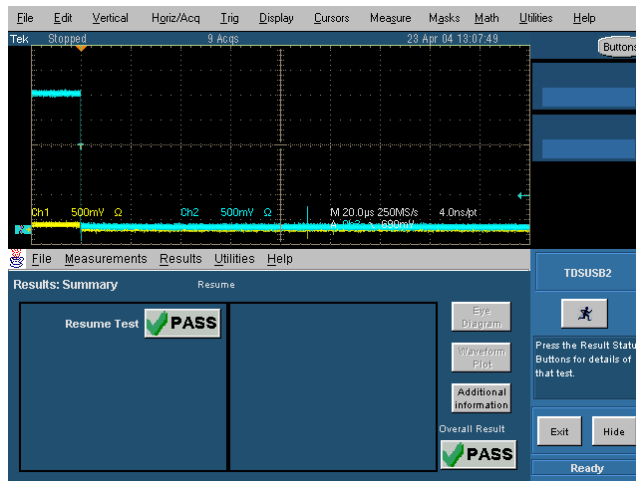 File Edit Vertical Horiz/Acq Trig Display Cursors Measure Masks Math Utilities Help
Tek Stopped 9 Acqs 23 Apr 04 13:07:49
Buttons
Ch1 500mV Ω Ch2 500mV Ω M 20.0µs 250MS/s 4.0ns/pt
A Ch2 690mV
File Measurements Results Utilities Help
TDSUSB2
Results: Summary Resume
Resume Test PASS
Eye
Diagram
Waveform
Plot
Additional
information
Overall Result
PASS
Press the Result Statu
Buttons for details of
that test.
Exit Hide
Ready